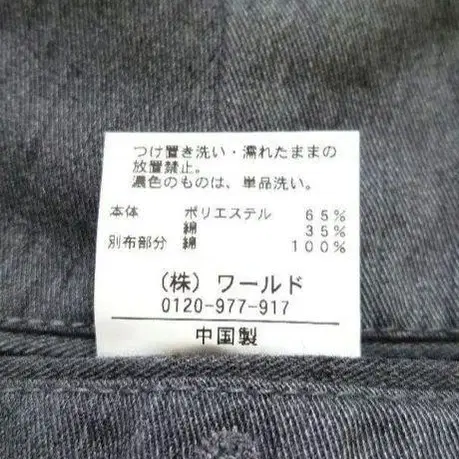 つけ置き洗い・濡れたままの
放置禁止。
濃色のものは、単品洗い。
本体 ポリエステル 65%
綿 35%
別布部分 綿 100%
(株) ワールド
0120-977-917
中国製